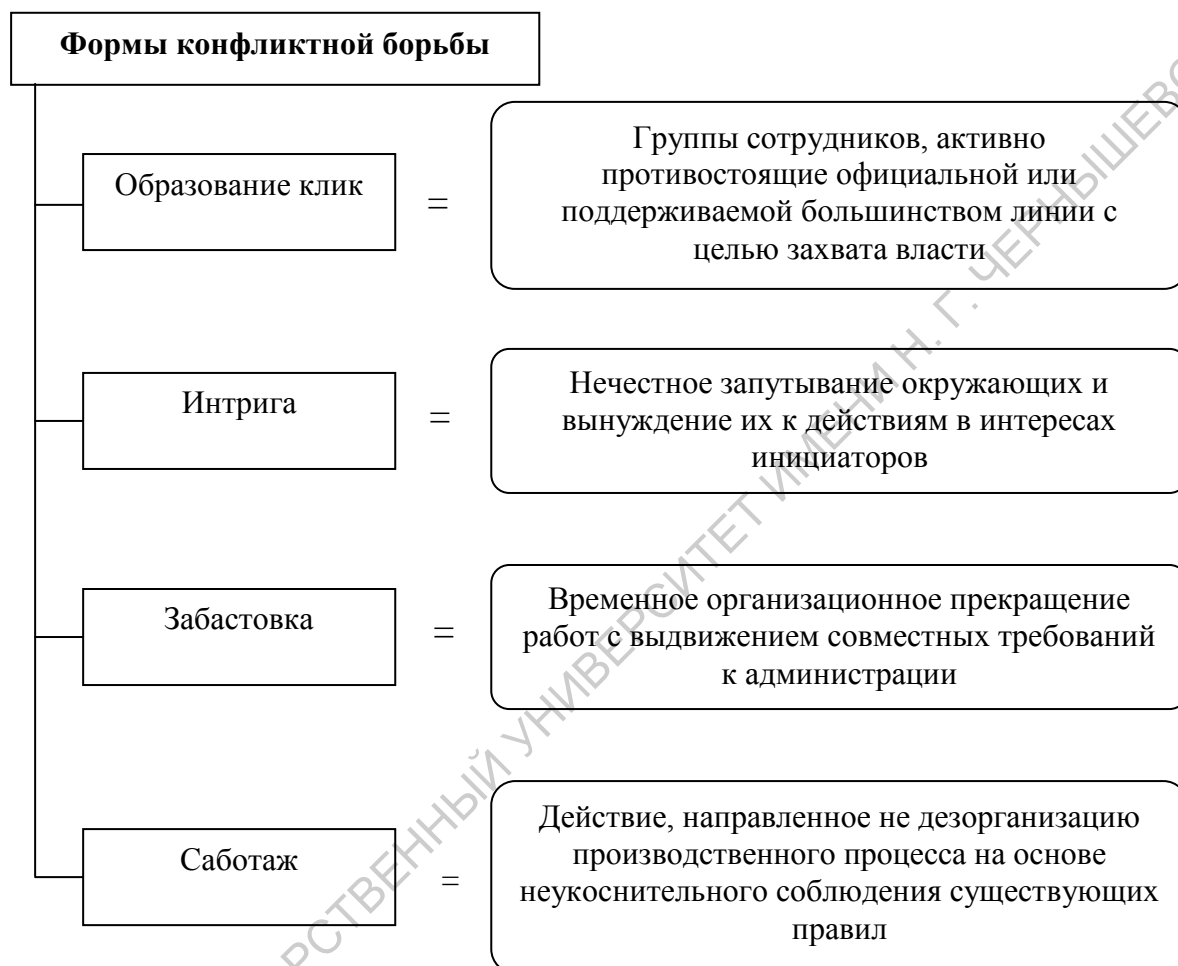 Формы конфликтной борьбы
Образование клик
=
Группы сотрудников, активно
противостоящие официальной или
поддерживаемой большинством линии с
целью захвата власти
Интрига
=
Нечестное запутывание окружающих и
вынуждение их к действиям в интересах
инициаторов
Забастовка
=
Временное организационное прекращение
работ с выдвижением совместных требований
к администрации
Саботаж
=
Действие, направленное не дезорганизацию
производственного процесса на основе
неукоснительного соблюдения существующих
правил
УНИВЕРСИТЕТ ИМЕНИ Н. Г.